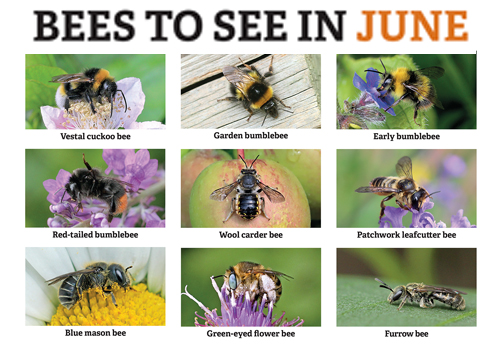 BEES TO SEE IN JUNE
Vestal cuckoo bee
Garden bumblebee
Early bumblebee
Red-tailed bumblebee
Wool carder bee
Patchwork leafcutter bee
Blue mason bee
Green-eyed flower bee
Furrow bee